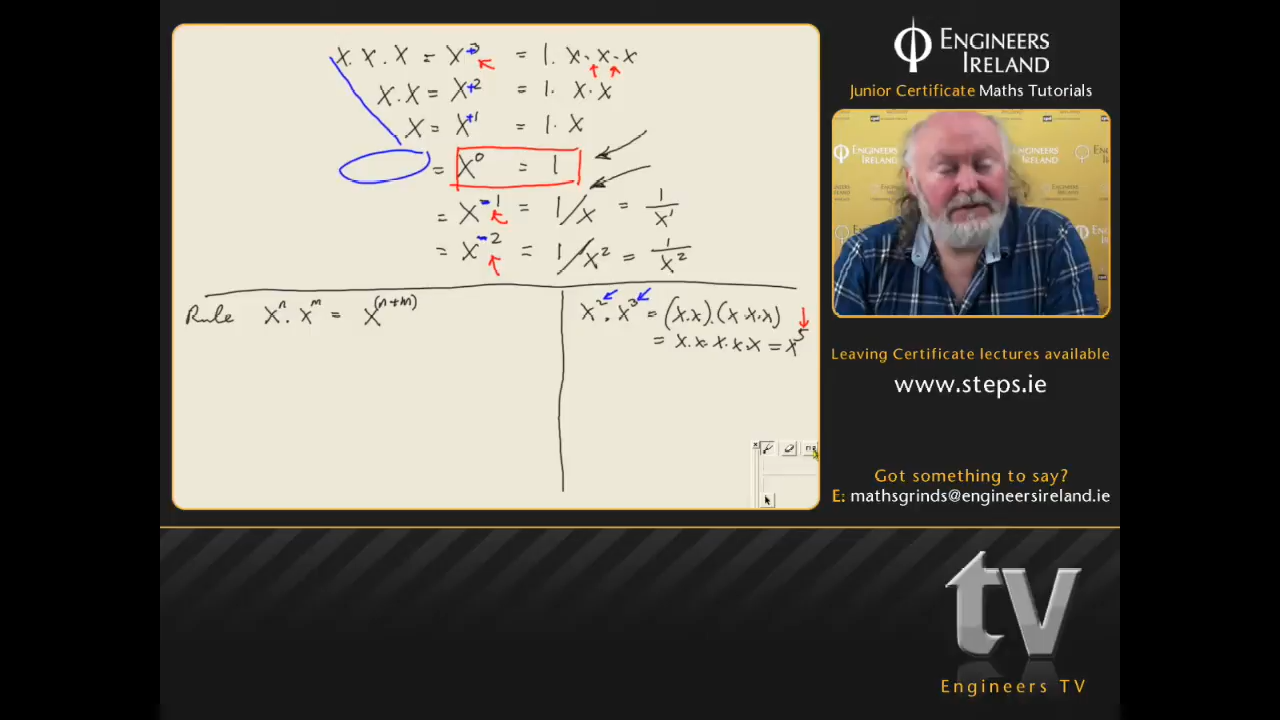 x.x.x = x⁺³ = 1.x.x.x
x.x = x⁺² = 1.x.x
x = x⁺¹ = 1.x
= x⁰ = 1
= x⁻¹ = 1/x = 1/x¹
= x⁻² = 1/x² = 1/x²
Rule xⁿ.xᵐ = x⁽ⁿ⁺ᵐ⁾
x².x³ = (x.x).(x.x.x)
= x.x.x.x.x = x⁵
ENGINEERS
IRELAND
Junior Certificate Maths Tutorials
Leaving Certificate lectures available
www.steps.ie
Got something to say?
E: mathsgrinds@engineersireland.ie
tv
Engineers TV